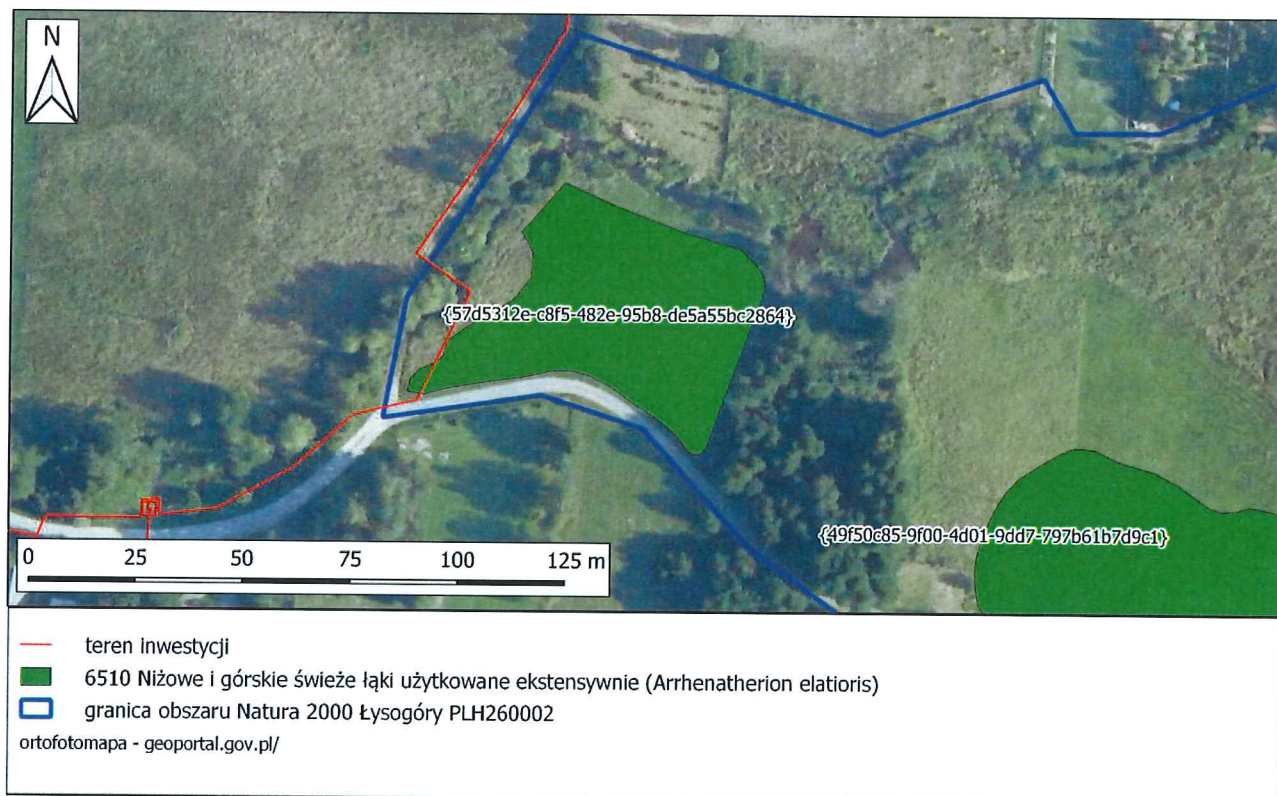 N
{57d5312e-c8f5-482e-95b8-de5a55bc2864}
{49f50c85-9f00-4d01-9dd7-797b61b7d9c1}
0 25 50 75 100 125 m
teren inwestycji
6510 Niżowe i górskie świeże łąki użytkowane ekstensywnie (Arrhenatherion elatioris)
granica obszaru Natura 2000 Łysogóry PLH260002
ortofotomapa - geoportal.gov.pl/